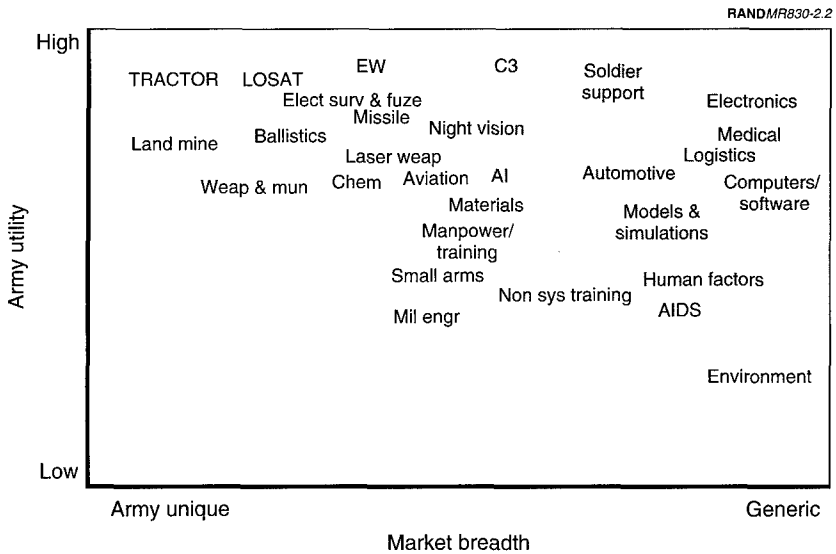 RANDMR830-2.2
High
EW
C3
Soldier
support
TRACTOR
LOSAT
Elect surv & fuze
Electronics
Missile
Night vision
Ballistics
Medical
Land mine
Laser weap
Logistics
Automotive
AI
Aviation
Chem
Weap & mun
Computers/
software
Materials
Models &
simulations
Manpower/
training
Small arms
Human factors
Non sys training
AIDS
Mil engr
Environment
Army utility
Low
Army unique
Generic
Market breadth